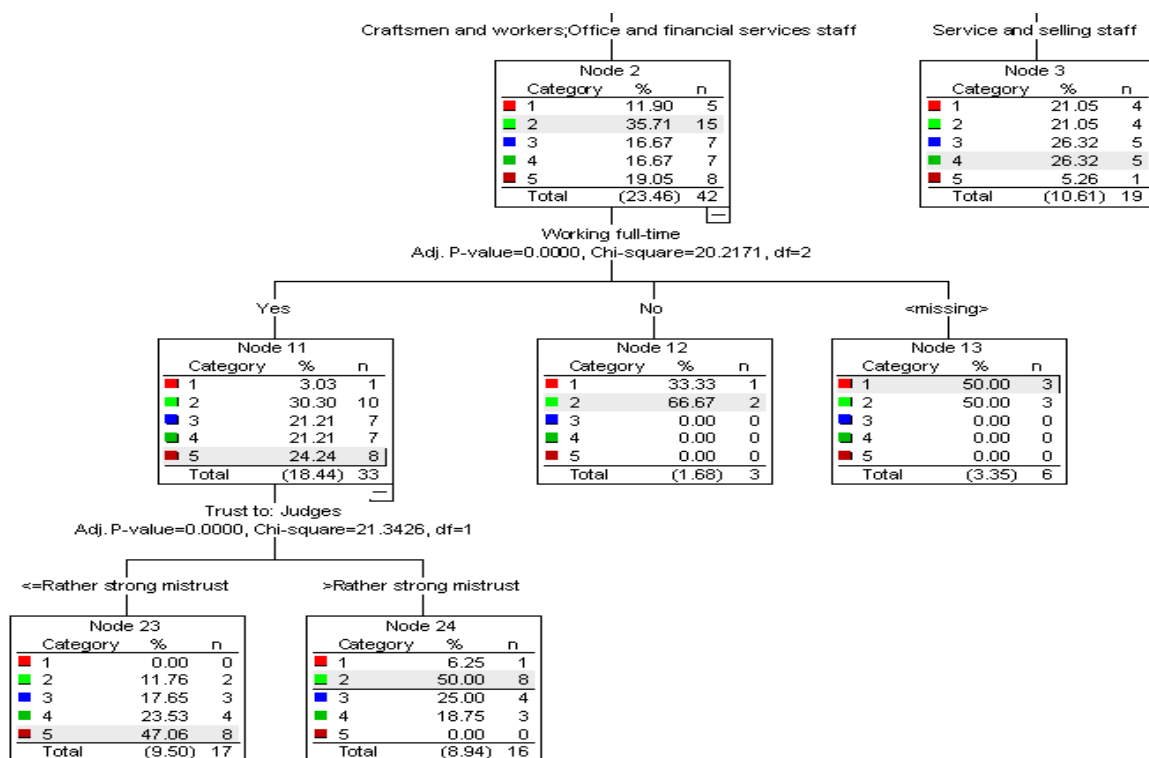 Craftsmen and workers;Office and financial services staff
Service and selling staff
Node 2
Category % n
1 11.90 5
2 35.71 15
3 16.67 7
4 16.67 7
5 19.05 8
Total (23.46) 42
Node 3
Category % n
1 21.05 4
2 21.05 4
3 26.32 5
4 26.32 5
5 5.26 1
Total (10.61) 19
Working full-time
Adj. P-value=0.0000, Chi-square=20.2171, df=2
Yes
No
<missing>
Node 11
Category % n
1 3.03 1
2 30.30 10
3 21.21 7
4 21.21 7
5 24.24 8
Total (18.44) 33
Node 12
Category % n
1 33.33 1
2 66.67 2
3 0.00 0
4 0.00 0
5 0.00 0
Total (1.68) 3
Node 13
Category % n
1 50.00 3
2 50.00 3
3 0.00 0
4 0.00 0
5 0.00 0
Total (3.35) 6
Trust to: Judges
Adj. P-value=0.0000, Chi-square=21.3426, df=1
<=Rather strong mistrust
>Rather strong mistrust
Node 23
Category % n
1 0.00 0
2 11.76 2
3 17.65 3
4 23.53 4
5 47.06 8
Total (9.50) 17
Node 24
Category % n
1 6.25 1
2 50.00 8
3 25.00 4
4 18.75 3
5 0.00 0
Total (8.94) 16